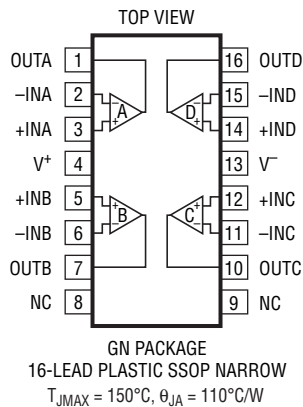 TOP VIEW
OUTA 1 16 OUTD
–INA 2 – A – 15 –IND
+INA 3 + D + 14 +IND
V+ 4 13 V–
+INB 5 + B + 12 +INC
–INB 6 – C – 11 –INC
OUTB 7 10 OUTC
NC 8 9 NC
GN PACKAGE
16-LEAD PLASTIC SSOP NARROW
TJMAX = 150°C, θJA = 110°C/W